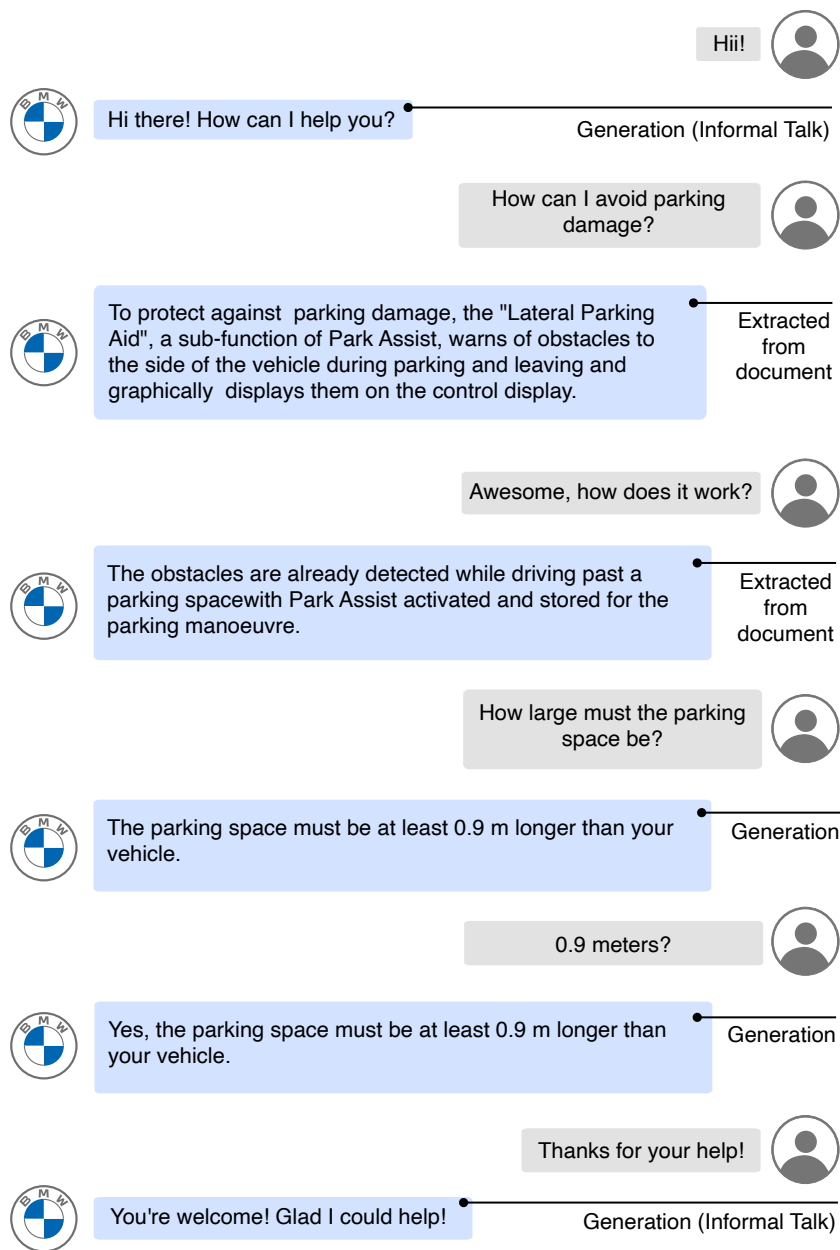 Hii!
BMW
Hi there! How can I help you?
Generation (Informal Talk)
How can I avoid parking
damage?
BMW
To protect against  parking damage, the "Lateral Parking
Aid", a sub-function of Park Assist, warns of obstacles to
the side of the vehicle during parking and leaving and
graphically  displays them on the control display.
Extracted
from
document
Awesome, how does it work?
BMW
The obstacles are already detected while driving past a
parking spacewith Park Assist activated and stored for the
parking manoeuvre.
Extracted
from
document
How large must the parking
space be?
BMW
The parking space must be at least 0.9 m longer than your
vehicle.
Generation
0.9 meters?
BMW
Yes, the parking space must be at least 0.9 m longer than
your vehicle.
Generation
Thanks for your help!
BMW
You're welcome! Glad I could help!
Generation (Informal Talk)